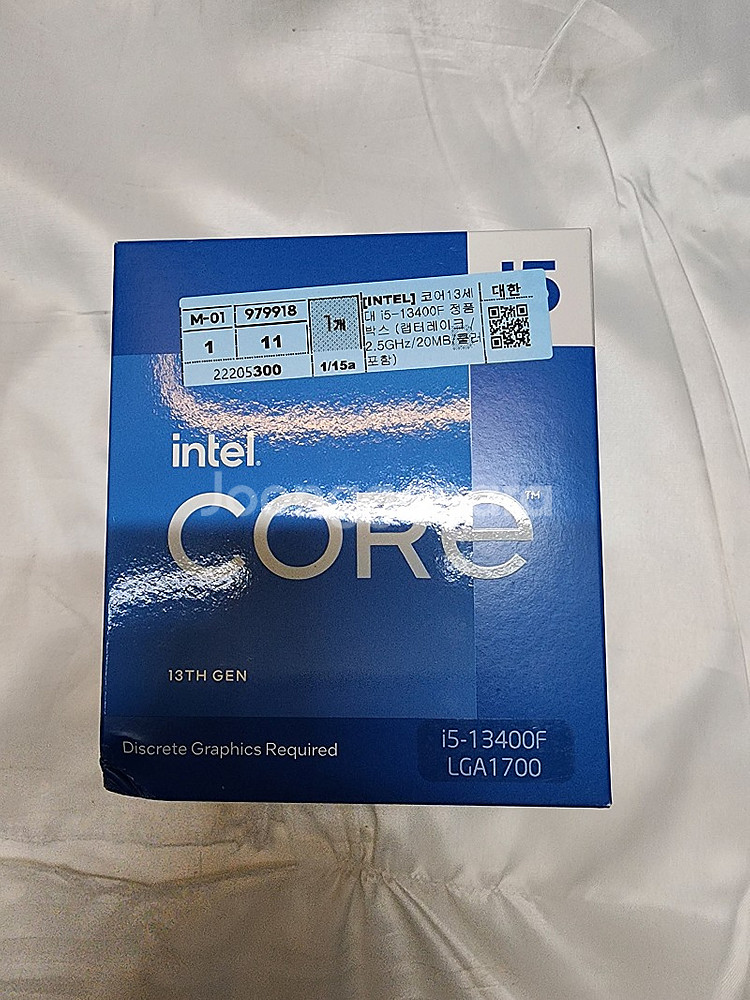 i5
M-01 979918
1 11
22205300
1개
1/15a
[INTEL] 코어13세
대 i5-13400F 정품
박스 (랩터레이크/
2.5GHz/20MB/쿨러
포함)
대한
intel.
CORE™
13TH GEN
Discrete Graphics Required
i5-13400F
LGA1700